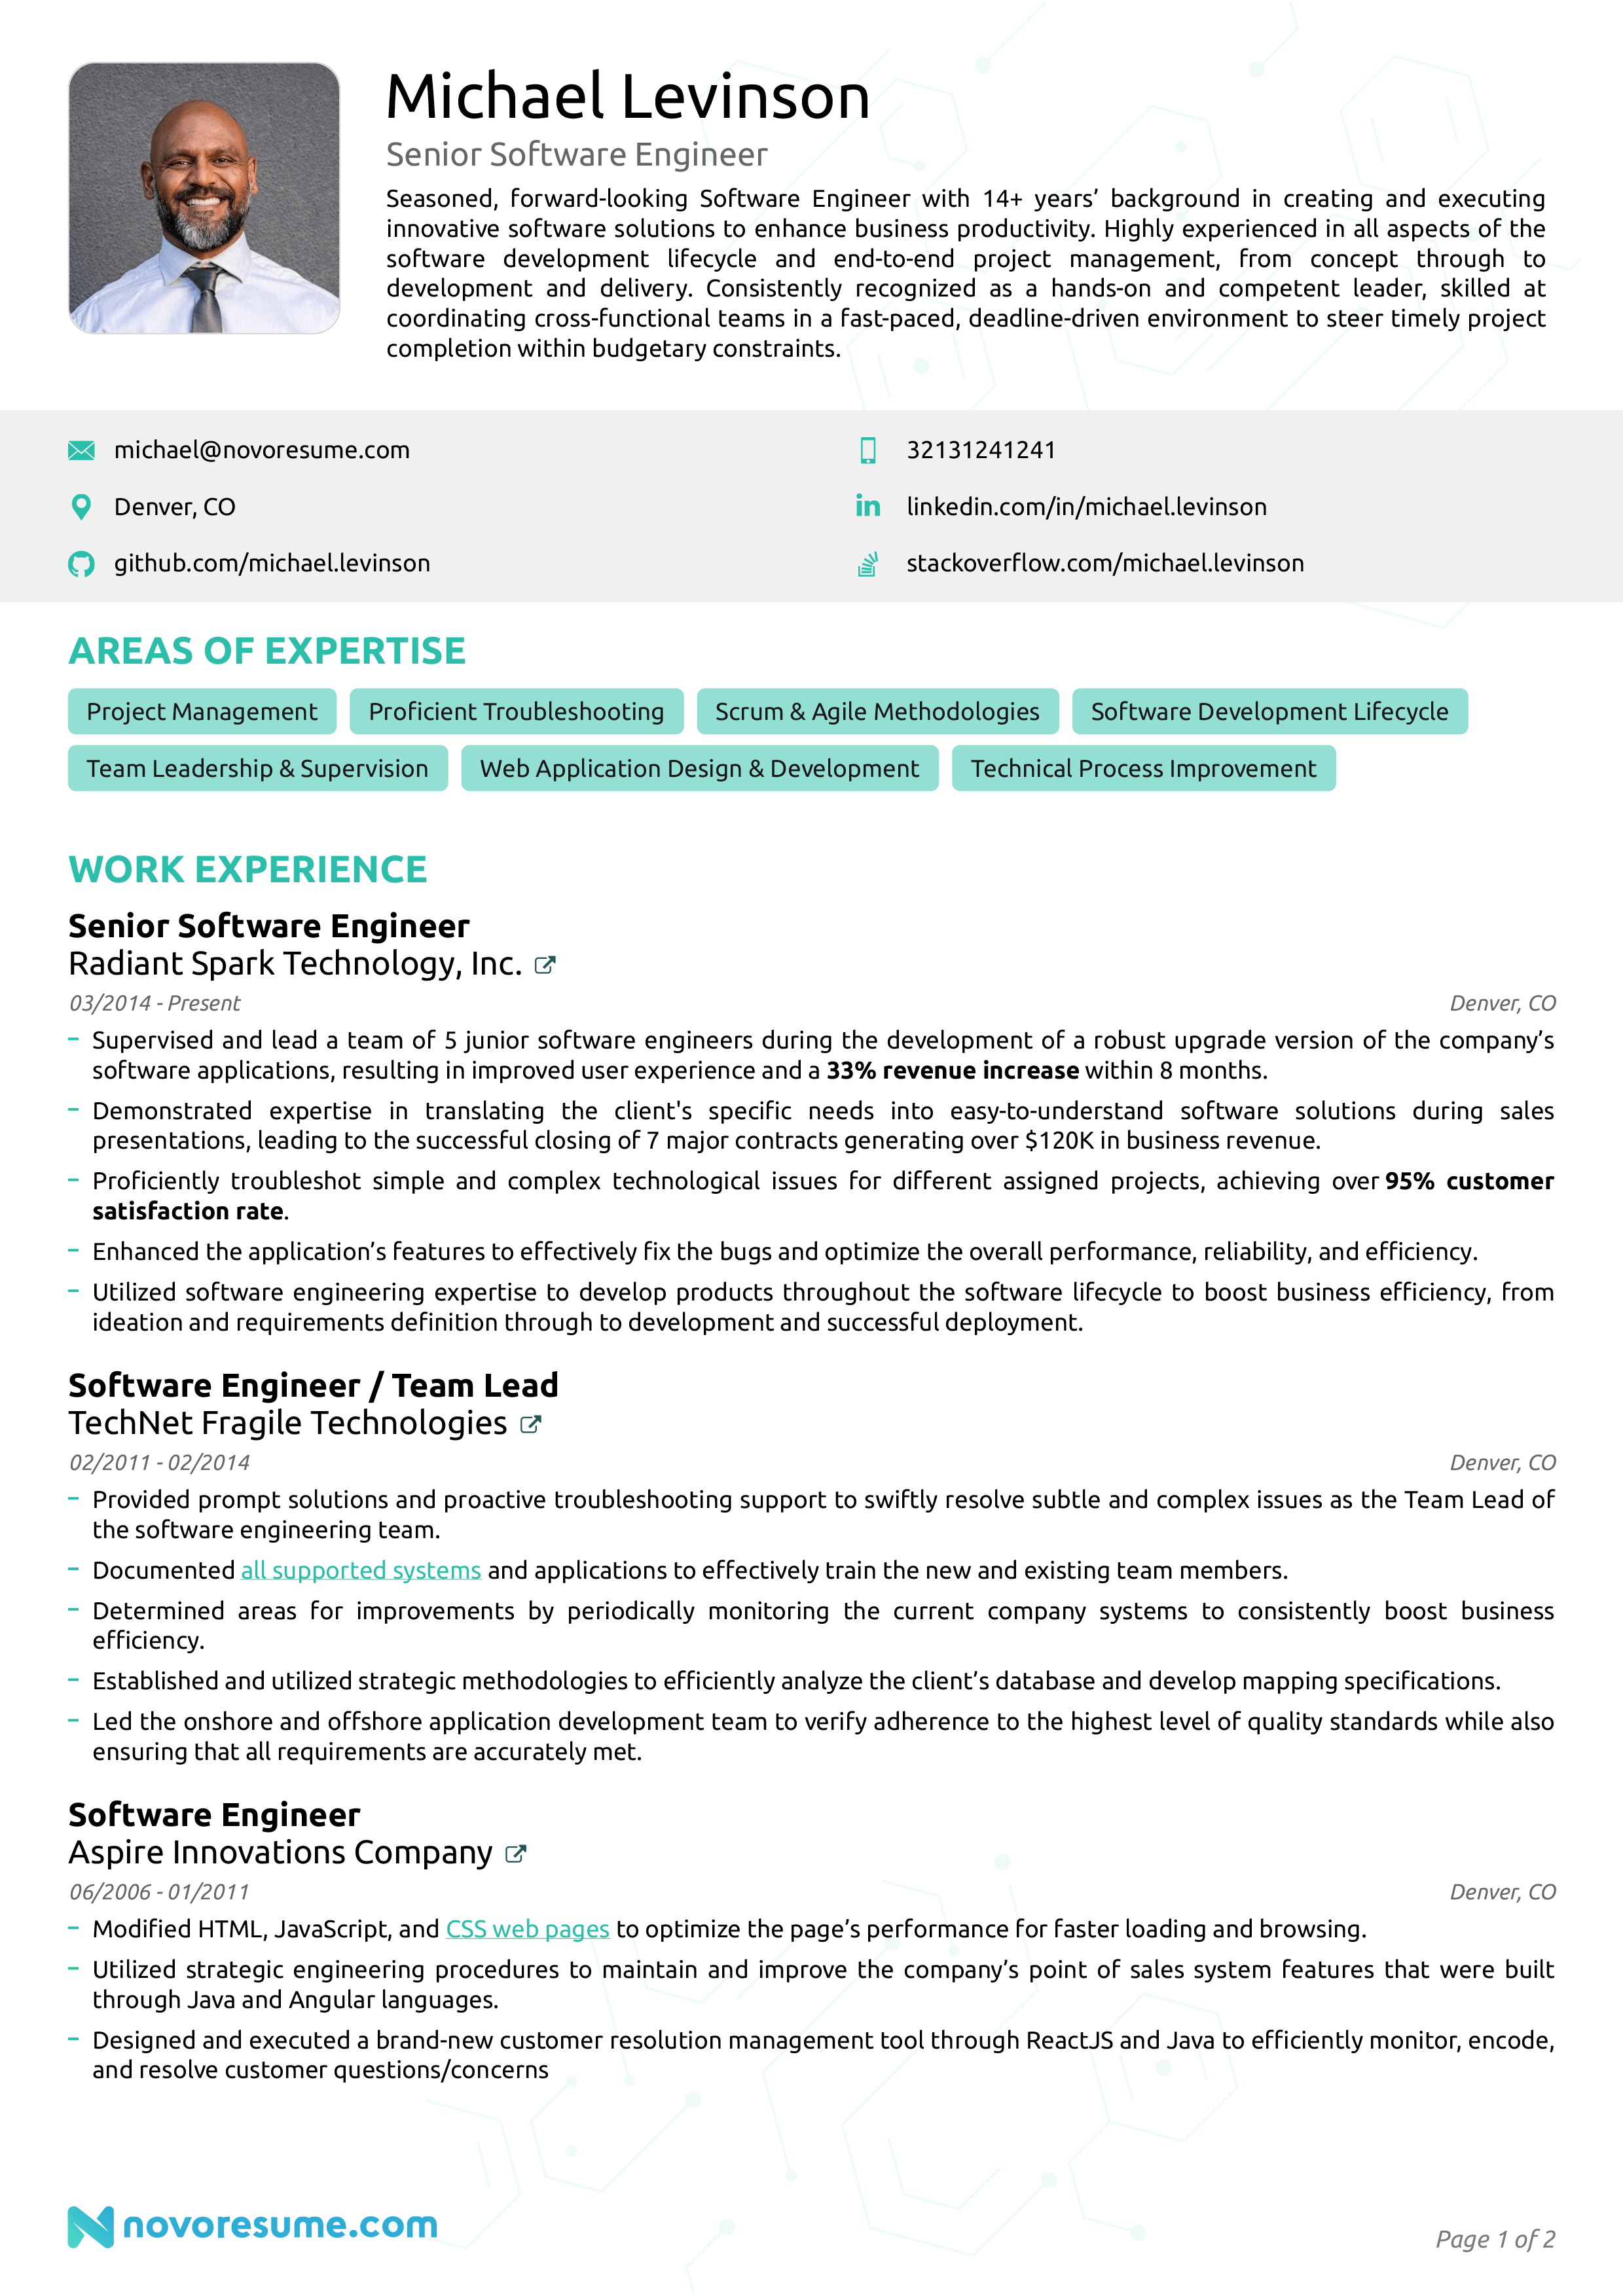 Michael Levinson
Senior Software Engineer
Seasoned, forward-looking Software Engineer with 14+ years’ background in creating and executing
innovative software solutions to enhance business productivity. Highly experienced in all aspects of the
software development lifecycle and end-to-end project management, from concept through to
development and delivery. Consistently recognized as a hands-on and competent leader, skilled at
coordinating cross-functional teams in a fast-paced, deadline-driven environment to steer timely project
completion within budgetary constraints.
michael@novoresume.com
32131241241
Denver, CO
linkedin.com/in/michael.levinson
github.com/michael.levinson
stackoverflow.com/michael.levinson
AREAS OF EXPERTISE
Project Management Proficient Troubleshooting Scrum & Agile Methodologies Software Development Lifecycle
Team Leadership & Supervision Web Application Design & Development Technical Process Improvement
WORK EXPERIENCE
Senior Software Engineer
Radiant Spark Technology, Inc.
03/2014 - Present Denver, CO
– Supervised and lead a team of 5 junior software engineers during the development of a robust upgrade version of the company’s
software applications, resulting in improved user experience and a 33% revenue increase within 8 months.
– Demonstrated expertise in translating the client's specific needs into easy-to-understand software solutions during sales
presentations, leading to the successful closing of 7 major contracts generating over $120K in business revenue.
– Proficiently troubleshot simple and complex technological issues for different assigned projects, achieving over 95% customer
satisfaction rate.
– Enhanced the application’s features to effectively fix the bugs and optimize the overall performance, reliability, and efficiency.
– Utilized software engineering expertise to develop products throughout the software lifecycle to boost business efficiency, from
ideation and requirements definition through to development and successful deployment.
Software Engineer / Team Lead
TechNet Fragile Technologies
02/2011 - 02/2014 Denver, CO
– Provided prompt solutions and proactive troubleshooting support to swiftly resolve subtle and complex issues as the Team Lead of
the software engineering team.
– Documented all supported systems and applications to effectively train the new and existing team members.
– Determined areas for improvements by periodically monitoring the current company systems to consistently boost business
efficiency.
– Established and utilized strategic methodologies to efficiently analyze the client’s database and develop mapping specifications.
– Led the onshore and offshore application development team to verify adherence to the highest level of quality standards while also
ensuring that all requirements are accurately met.
Software Engineer
Aspire Innovations Company
06/2006 - 01/2011 Denver, CO
– Modified HTML, JavaScript, and CSS web pages to optimize the page’s performance for faster loading and browsing.
– Utilized strategic engineering procedures to maintain and improve the company’s point of sales system features that were built
through Java and Angular languages.
– Designed and executed a brand-new customer resolution management tool through ReactJS and Java to efficiently monitor, encode,
and resolve customer questions/concerns
novoresume.com
Page 1 of 2